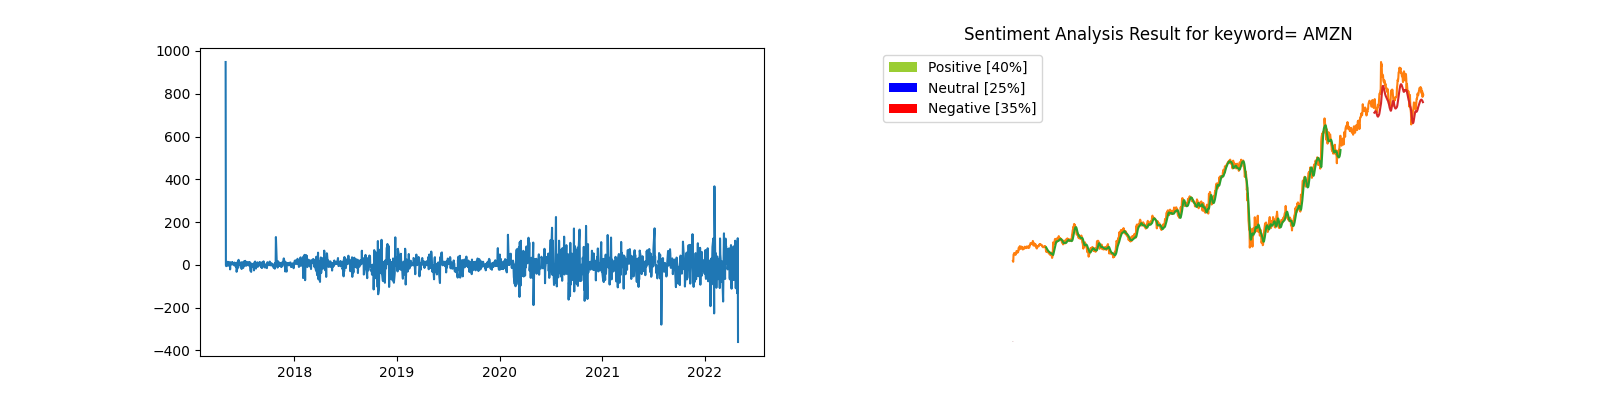 1000
800
600
400
200
0
−200
−400
2018 2019 2020 2021 2022
Sentiment Analysis Result for keyword= AMZN
Positive [40%]
Neutral [25%]
Negative [35%]